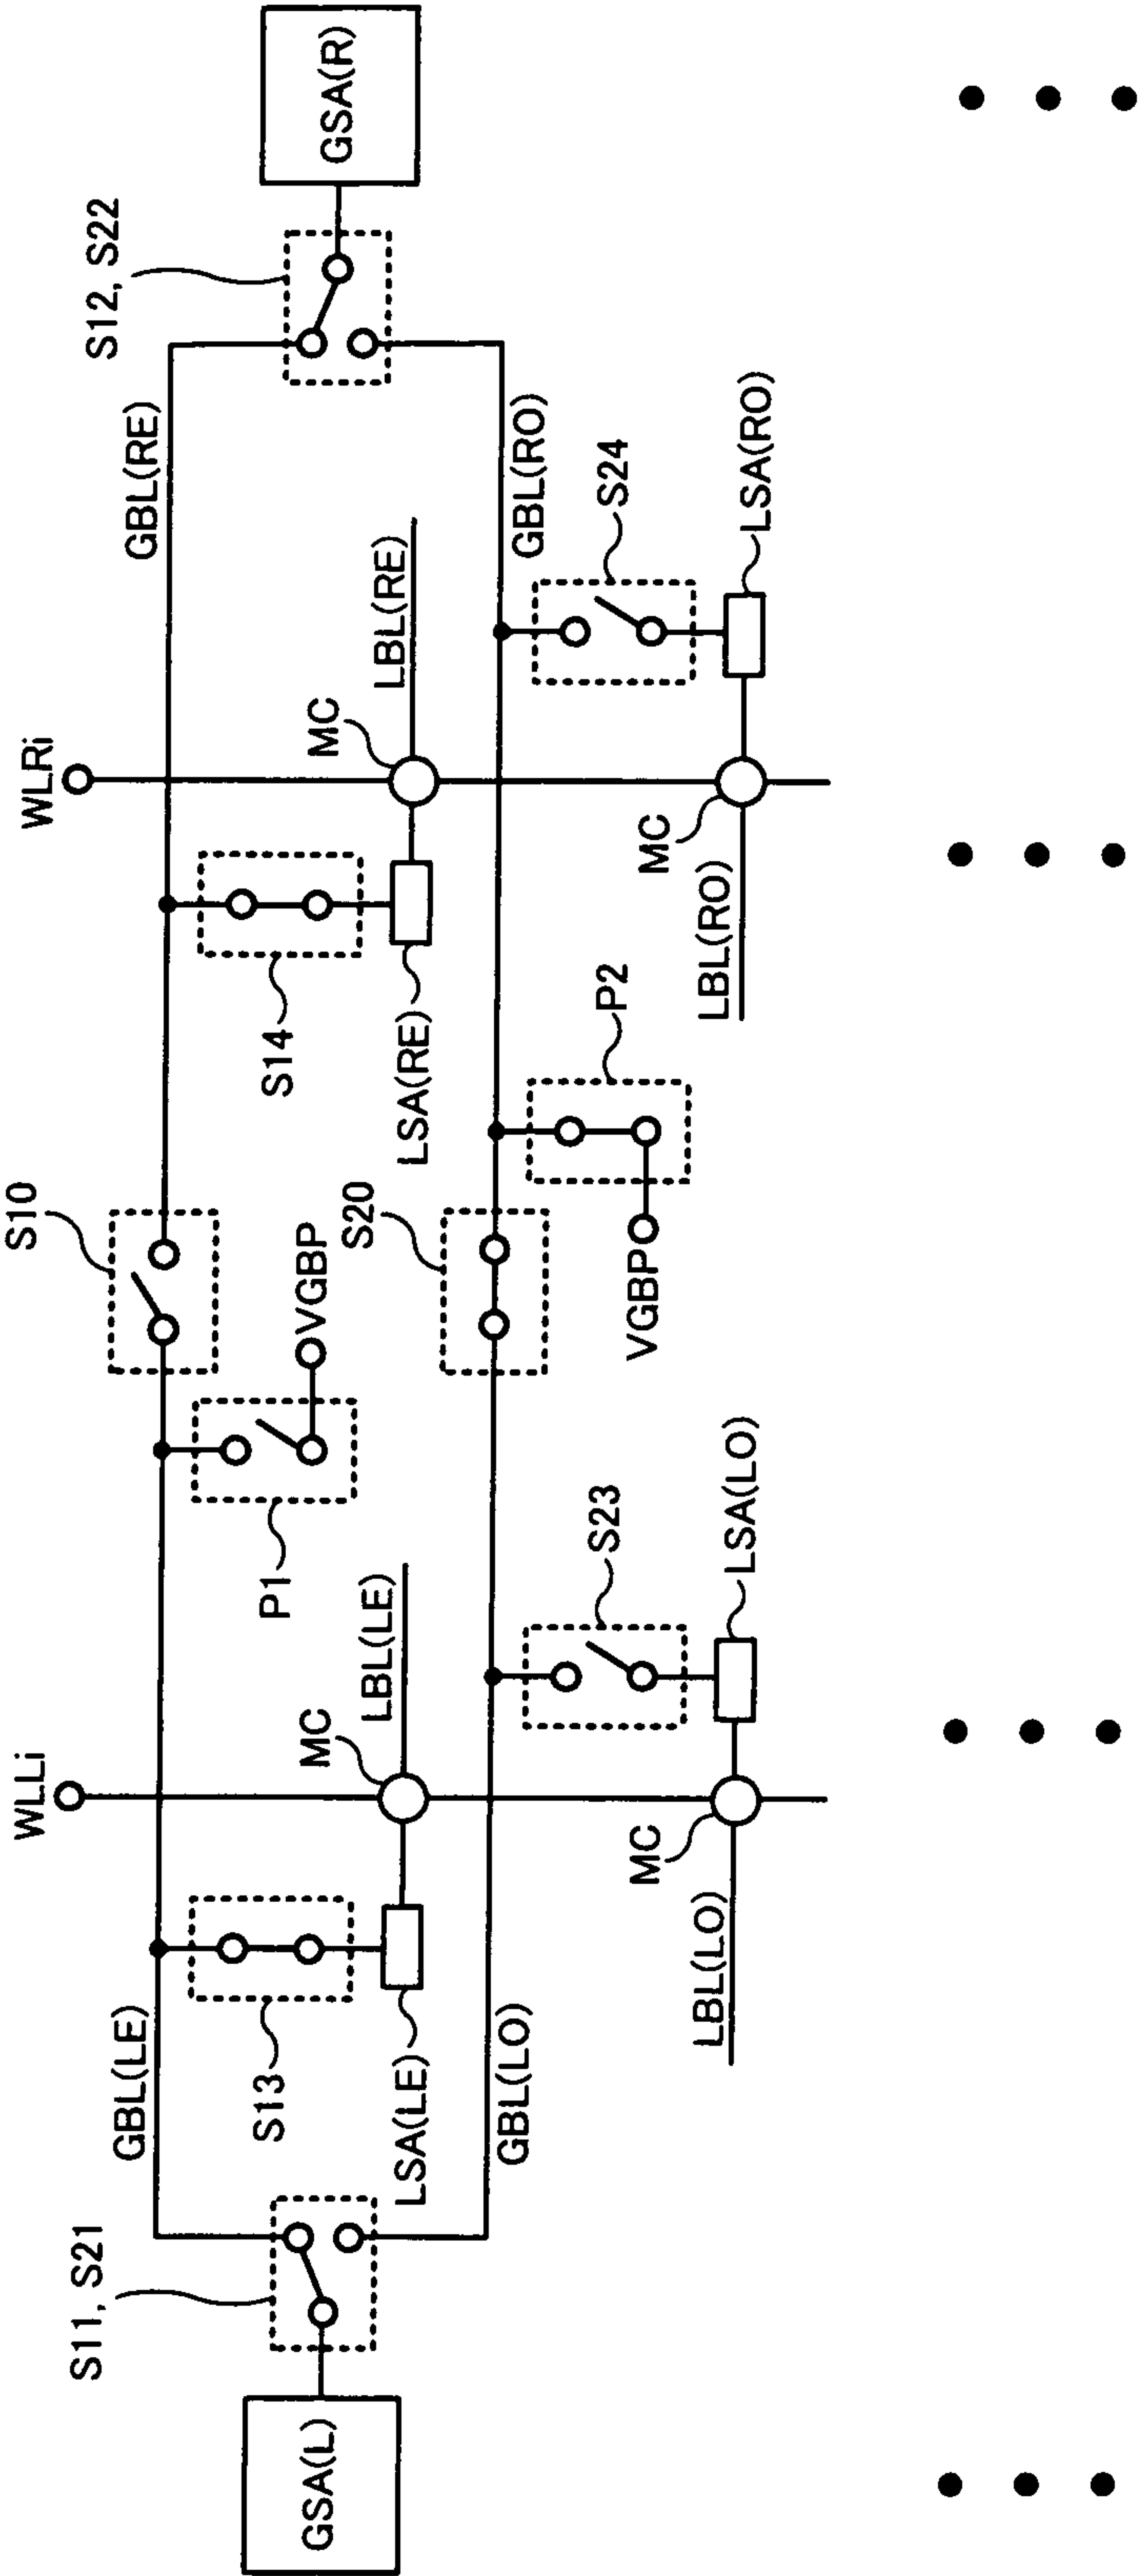 GSA(L)
S11, S21
GBL(LE)
S13
LSA(LE)
GBL(LO)
WLLi
MC
LBL(LE)
MC
LBL(LO)
S23
LSA(LO)
P1
VGBP
S10
S20
VGBP
P2
S14
LSA(RE)
WLRi
MC
LBL(RE)
MC
LBL(RO)
GBL(RE)
GBL(RO)
S24
LSA(RO)
S12, S22
GSA(R)